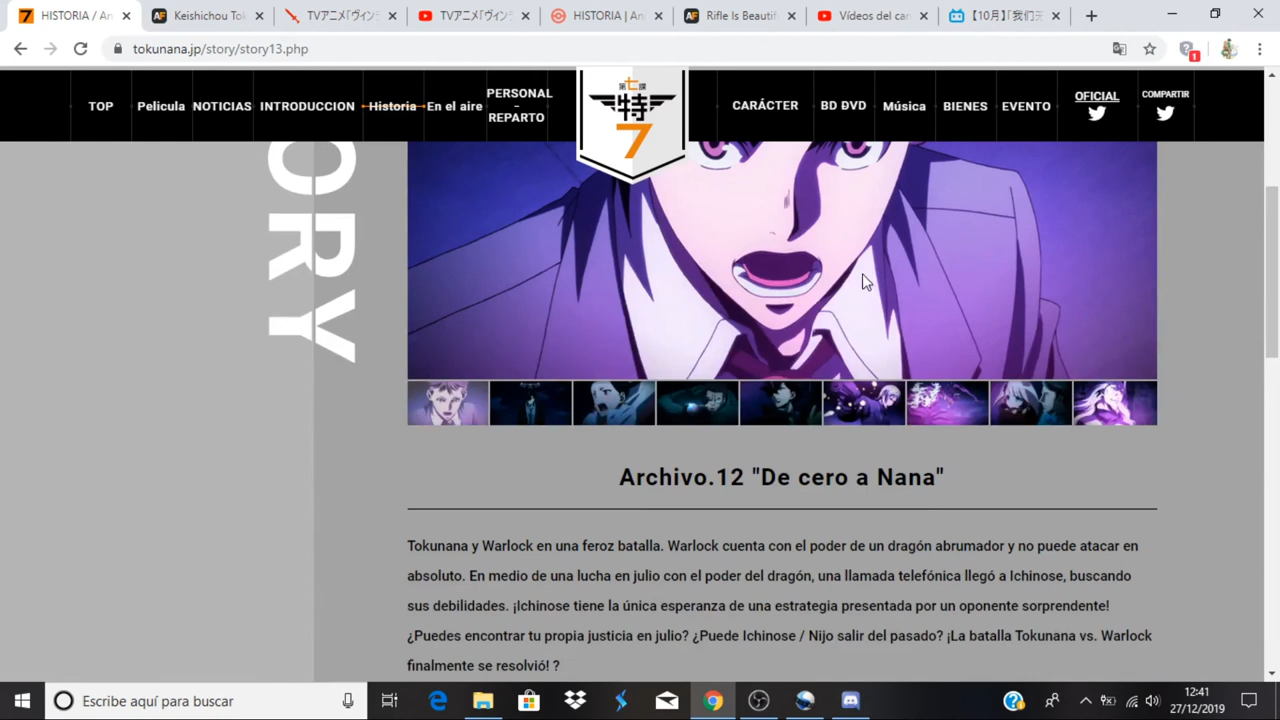 HISTORIA / An
Keishichou Tok
TVアニメ「ヴィン
TVアニメ「ヴィン
HISTORIA | An
Rifle Is Beautif
Vídeos del can
【10月】「我们
tokunana.jp/story/story13.php
1
TOP
Pelicula
NOTICIAS
INTRODUCCION
Historia
En el aire
PERSONAL
-
REPARTO
第七課
特
7
CARÁCTER
BD ĐVD
Música
BIENES
EVENTO
OFICIAL
COMPARTIR
ORY
Archivo.12 "De cero a Nana"
Tokunana y Warlock en una feroz batalla. Warlock cuenta con el poder de un dragón abrumador y no puede atacar en
absoluto. En medio de una lucha en julio con el poder del dragón, una llamada telefónica llegó a Ichinose, buscando
sus debilidades. ¡Ichinose tiene la única esperanza de una estrategia presentada por un oponente sorprendente!
¿Puedes encontrar tu propia justicia en julio? ¿Puede Ichinose / Nijo salir del pasado? ¡La batalla Tokunana vs. Warlock
finalmente se resolvió! ?
Escribe aquí para buscar
12:41
27/12/2019